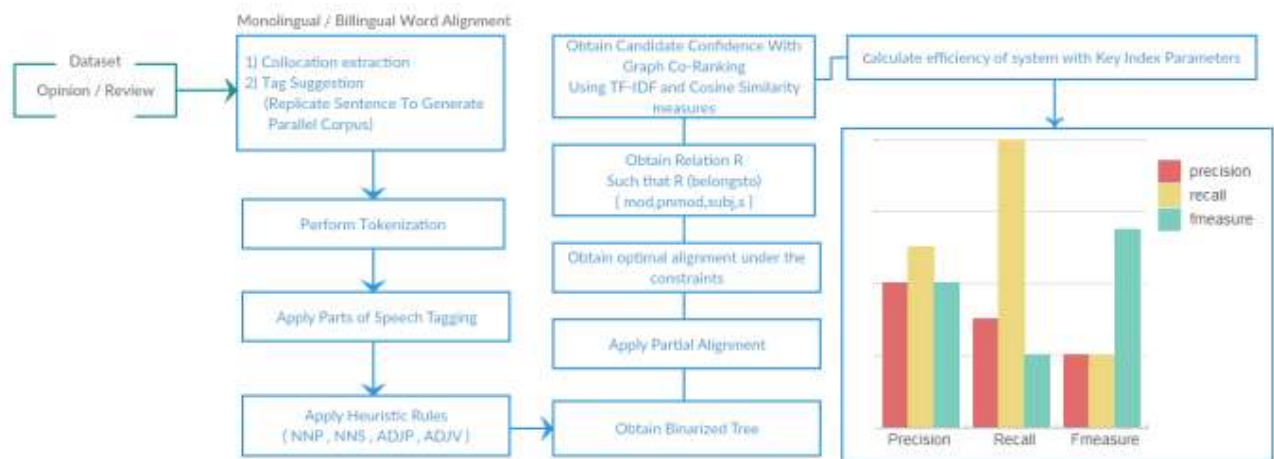 Monolingual / Billingual Word Alignment
Dataset
Opinion / Review
1) Collocation extraction
2) Tag Suggestion
(Replicate Sentence To Generate
Parallel Corpus)
Perform Tokenization
Apply Parts of Speech Tagging
Apply Heuristic Rules
( NNP , NNS , ADJP , ADJV )
Obtain Binarized Tree
Apply Partial Alignment
Obtain optimal alignment under the
constraints
Obtain Relation R
Such that R (belongsto)
[ mod,pnmod,subj,s ]
Obtain Candidate Confidence With
Graph Co-Ranking
Using TF-IDF and Cosine Similarity
measures
Calculate efficiency of system with Key Index Parameters
precision
recall
fmeasure
Precision Recall Fmeasure